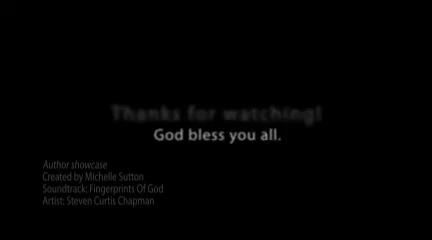 Thanks for watching!
God bless you all.
Author showcase
Created by Michelle Sutton
Soundtrack: Fingerprints Of God
Artist: Steven Curtis Chapman